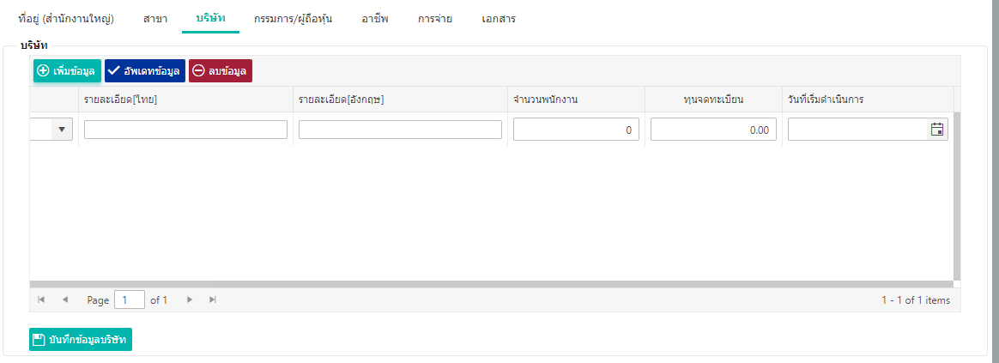 ที่อยู่ (สำนักงานใหญ่) สาขา บริษัท กรรมการ/ผู้ถือหุ้น อาชีพ การจ่าย เอกสาร
บริษัท
เพิ่มข้อมูล อัพเดทข้อมูล ลบข้อมูล
รายละเอียด[ไทย] รายละเอียด[อังกฤษ] จำนวนพนักงาน ทุนจดทะเบียน วันที่เริ่มดำเนินการ
0 0.00
Page 1 of 1 1 - 1 of 1 items
บันทึกข้อมูลบริษัท